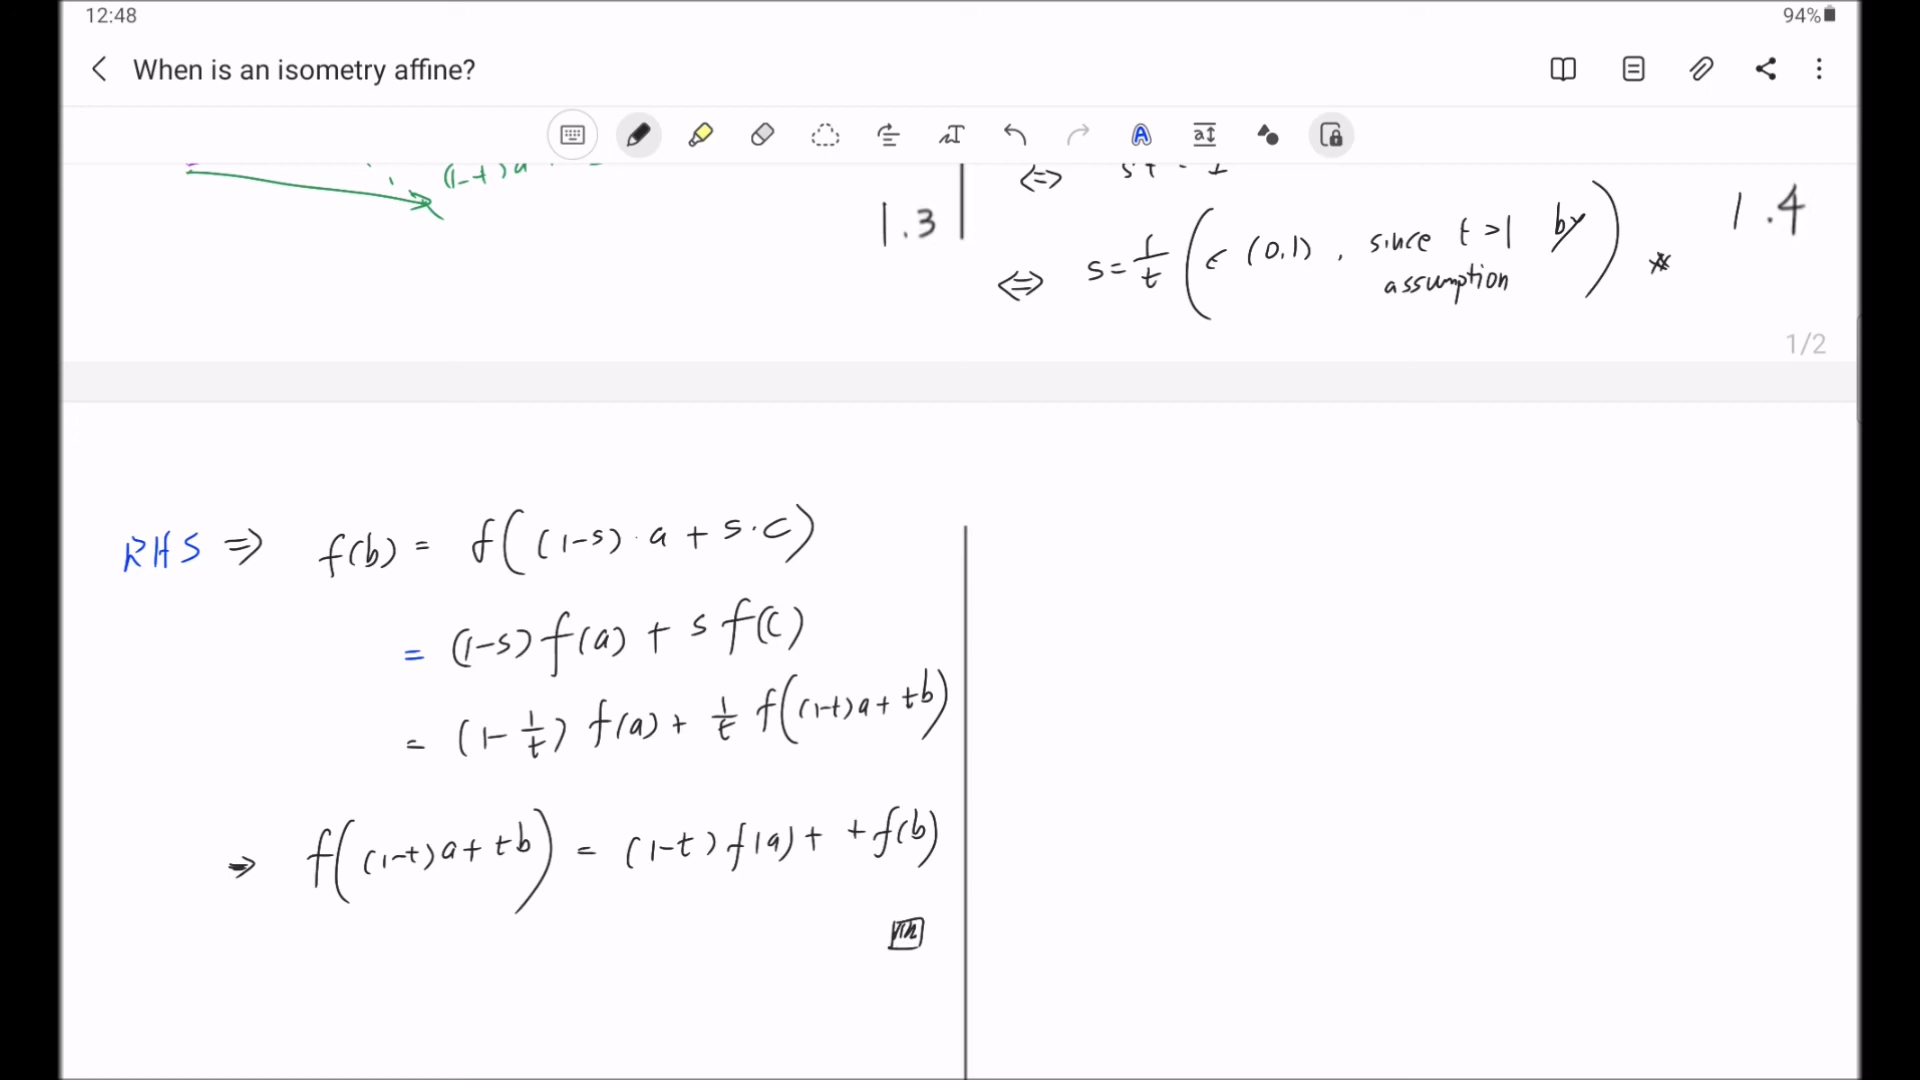 12:48
94%
When is an isometry affine?
(1-t)a
1.3
<=>
<=> s = 1/t ( ∈ (0,1), since t>1 by
assumption ) *
1.4
1/2
RHS => f(b) = f((1-s)·a + s·c)
= (1-s) f(a) + s f(c)
= (1-1/t) f(a) + 1/t f((1-t)a + tb)
=> f((1-t)a + tb) = (1-t) f(a) + t f(b)